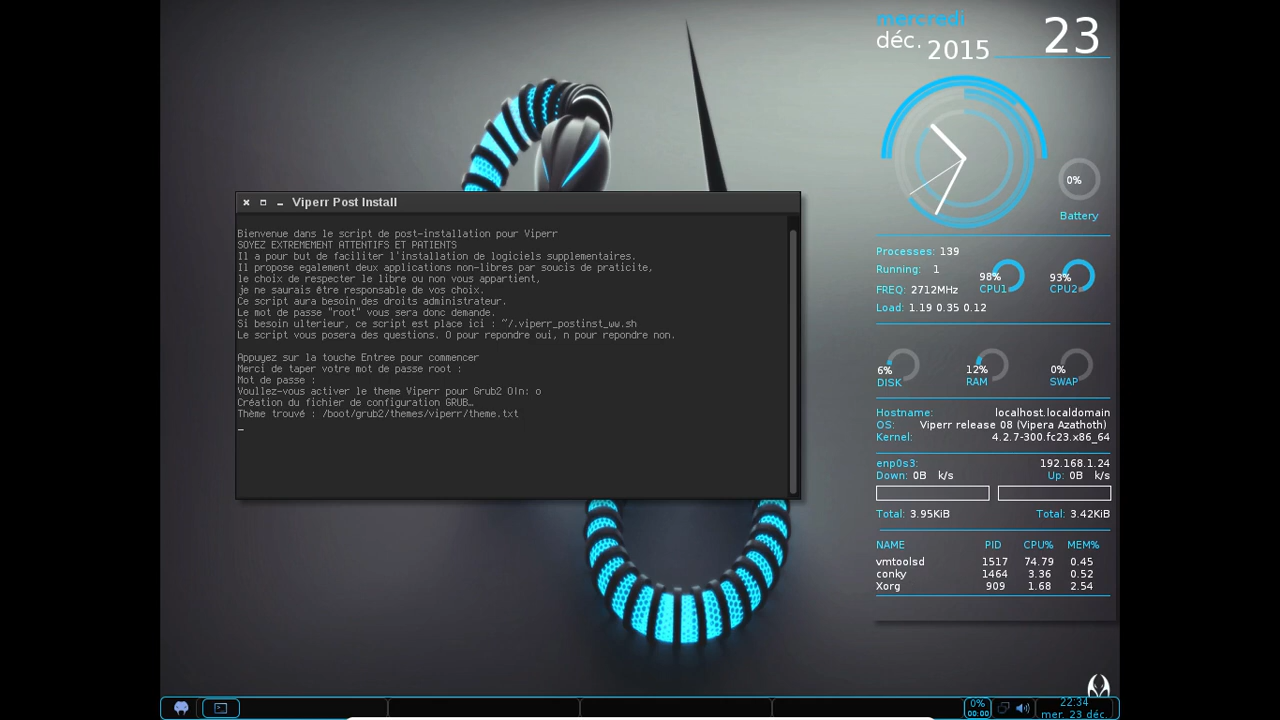 mercredi
déc. 2015 23
0%
Battery
Viperr Post Install
Bienvenue dans le script de post-installation pour Viperr
SOYEZ EXTREMEMENT ATTENTIFS ET PATIENTS
Il a pour but de faciliter l'installation de logiciels supplementaires.
Il propose egalement deux applications non-libres par soucis de praticite,
le choix de respecter le libre ou non vous appartient,
je ne saurais être responsable de vos choix.
Ce script aura besoin des droits administrateur.
Le mot de passe "root" vous sera donc demande.
Si besoin ulterieur, ce script est place ici : ~/.viperr_postinst_ww.sh
Le script vous posera des questions. O pour repondre oui, n pour repondre non.
Appuyez sur la touche Entree pour commencer
Merci de taper votre mot de passe root :
Mot de passe :
Voullez-vous activer le theme Viperr pour Grub2 O|n: o
Création du fichier de configuration GRUB…
Thème trouvé : /boot/grub2/themes/viperr/theme.txt
Processes: 139
Running: 1
98% CPU1
93% CPU2
FREQ: 2712MHz
Load: 1.19 0.35 0.12
6% DISK
12% RAM
0% SWAP
Hostname: localhost.localdomain
OS: Viperr release 08 (Vipera Azathoth)
Kernel: 4.2.7-300.fc23.x86_64
enp0s3: 192.168.1.24
Down: 0B k/s Up: 0B k/s
Total: 3.95KiB Total: 3.42KiB
NAME PID CPU% MEM%
vmtoolsd 1517 74.79 0.45
conky 1464 3.36 0.52
Xorg 909 1.68 2.54
0%
00:00
22:34
mer. 23 déc.